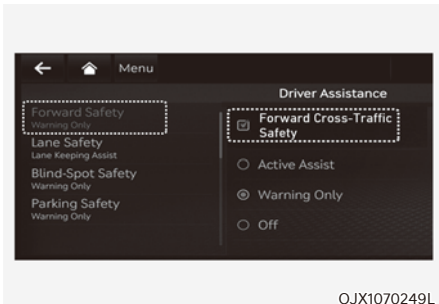 Menu
Driver Assistance
Forward Safety
Warning Only
Lane Safety
Lane Keeping Assist
Blind-Spot Safety
Warning Only
Parking Safety
Warning Only
Forward Cross-Traffic
Safety
Active Assist
Warning Only
Off
OJX1070249L